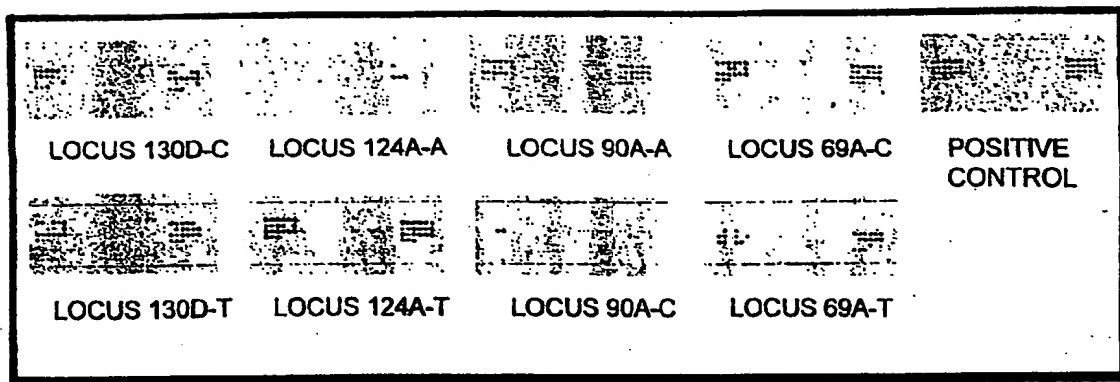 LOCUS 130D-C LOCUS 124A-A LOCUS 90A-A LOCUS 69A-C POSITIVE
CONTROL
LOCUS 130D-T LOCUS 124A-T LOCUS 90A-C LOCUS 69A-T